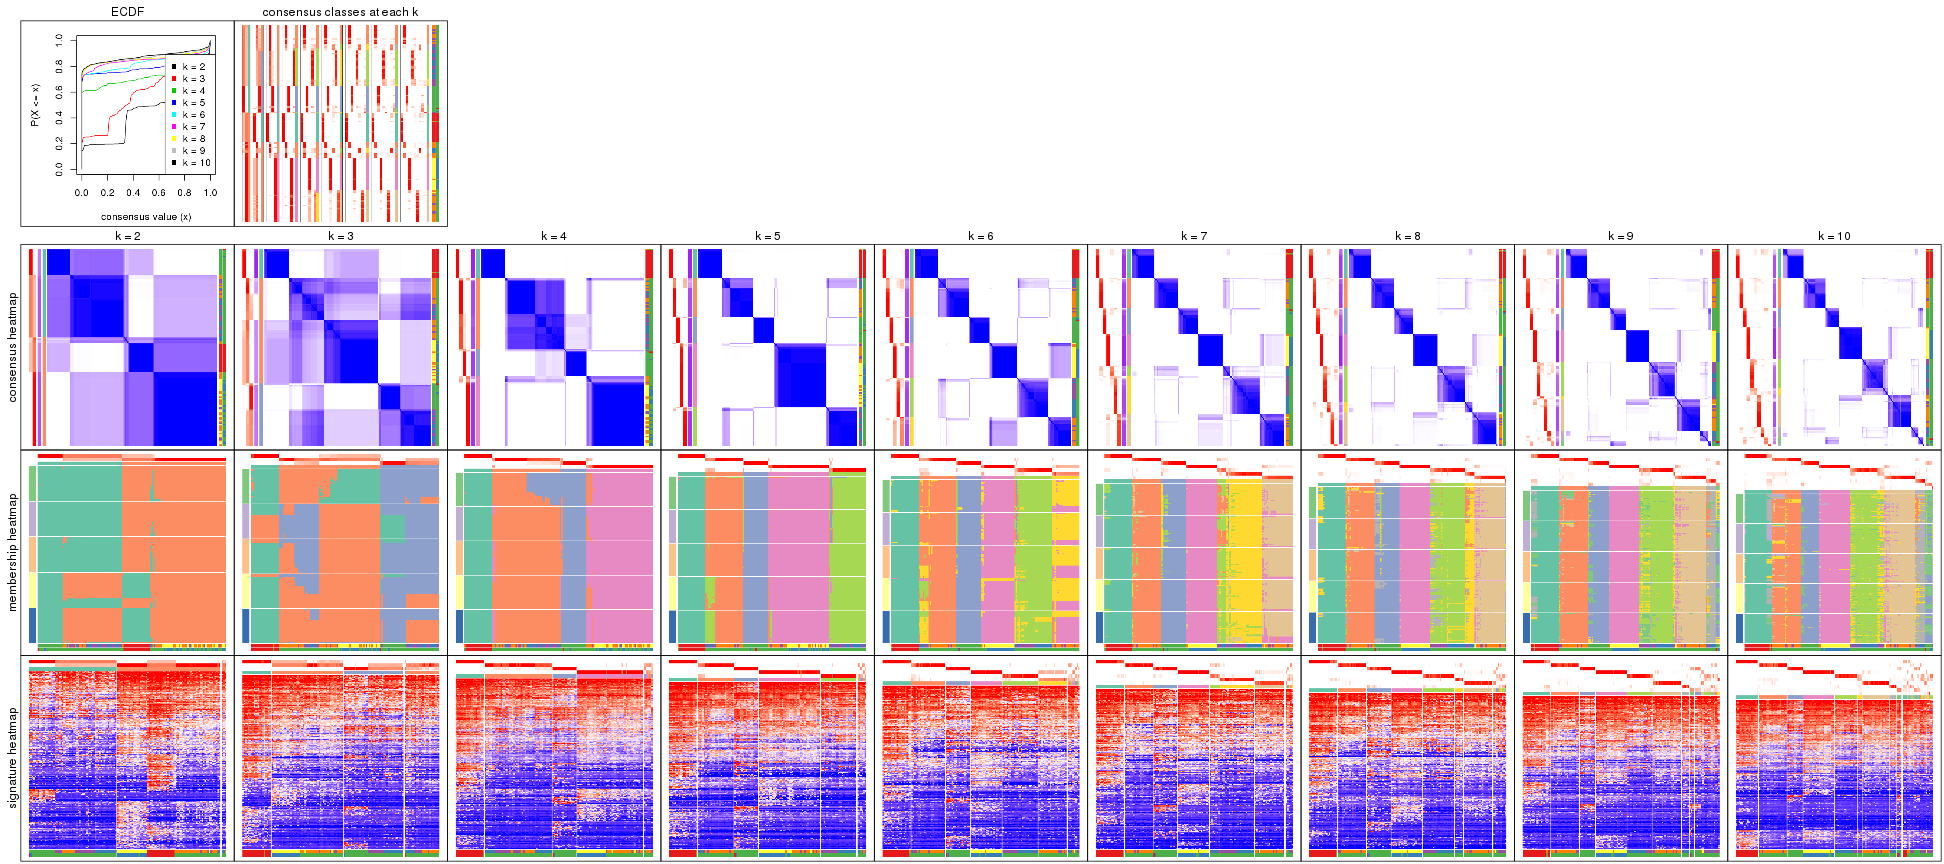 ECDF
consensus classes at each k
P(X <= x)
0.0 0.2 0.4 0.6 0.8 1.0
k = 2
k = 3
k = 4
k = 5
k = 6
k = 7
k = 8
k = 9
k = 10
0.0 0.2 0.4 0.6 0.8 1.0
consensus value (x)
k = 2 k = 3 k = 4 k = 5 k = 6 k = 7 k = 8 k = 9 k = 10
consensus heatmap
membership heatmap
signature heatmap